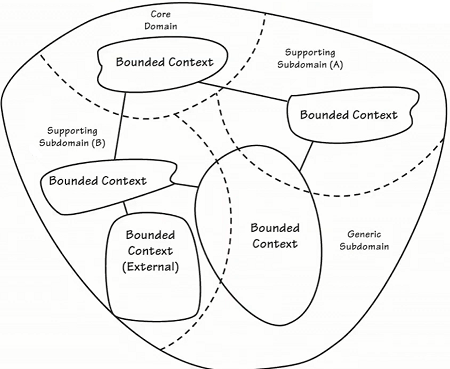 Core
Domain
Bounded Context
Supporting
Subdomain (A)
Bounded Context
Supporting
Subdomain (B)
Bounded Context
Bounded
Context
(External)
Bounded
Context
Generic
Subdomain